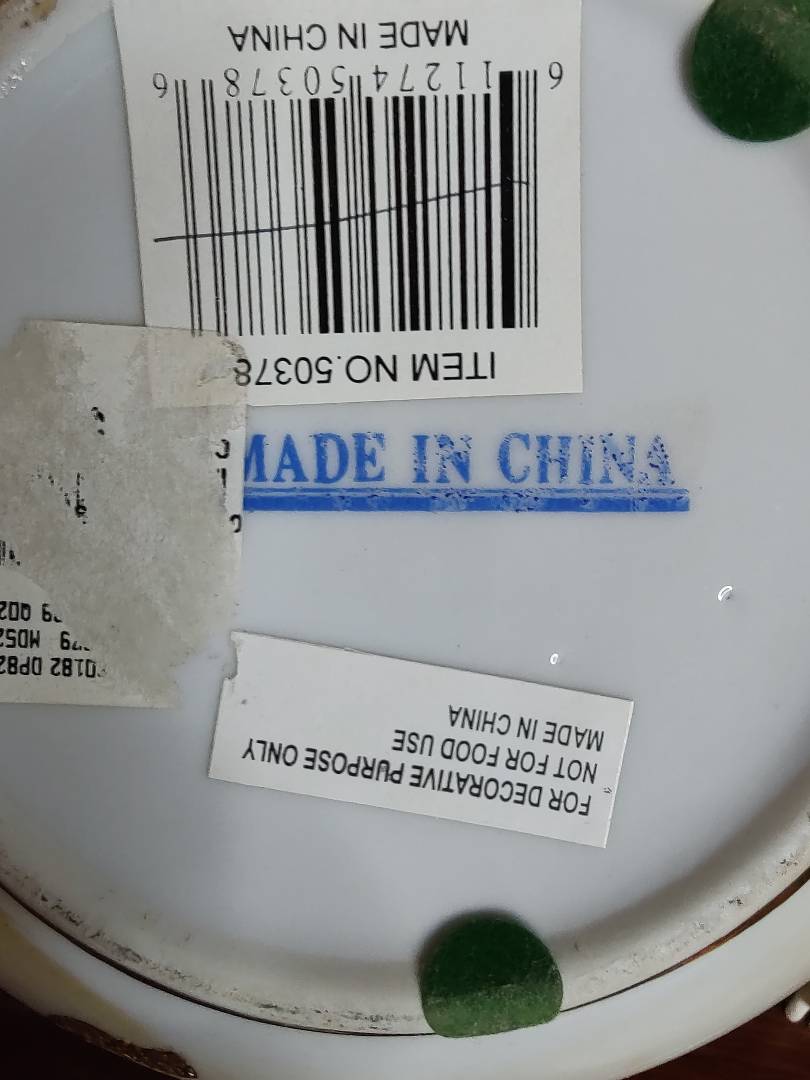 ITEM NO.50378
6 11274 50378 6
MADE IN CHINA
MADE IN CHINA
FOR DECORATIVE PURPOSE ONLY
NOT FOR FOOD USE
MADE IN CHINA